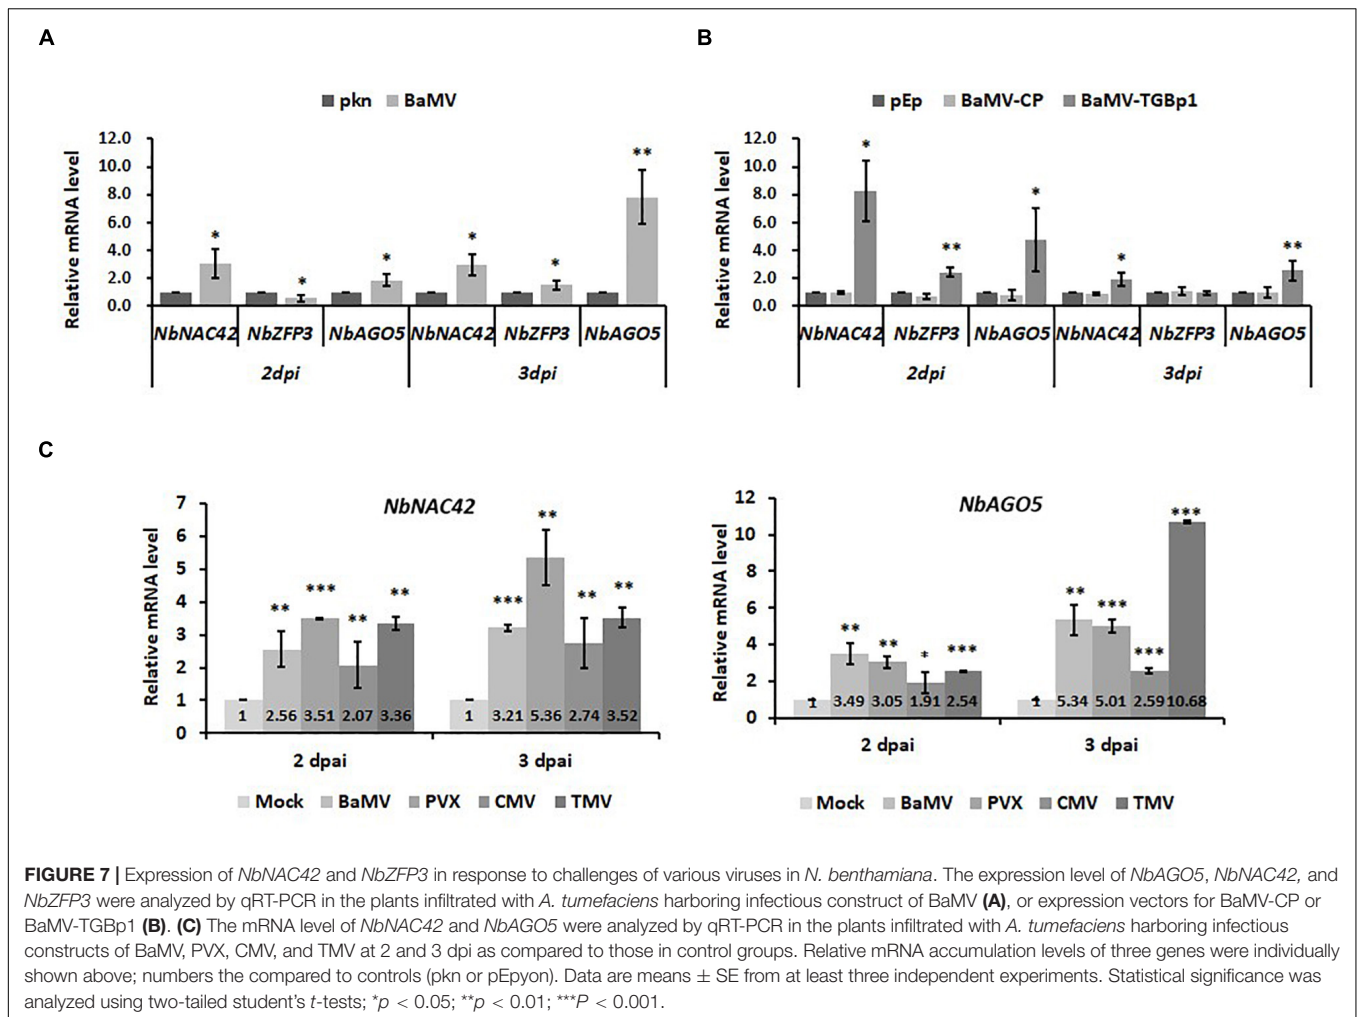 A
B
pkn BaMV
pEp BaMV-CP BaMV-TGBp1
Relative mRNA level
12.0
10.0
8.0
6.0
4.0
2.0
0.0
* * * * * **
NbNAC42 NbZFP3 NbAGO5 NbNAC42 NbZFP3 NbAGO5
2dpi 3dpi
Relative mRNA level
12.0
10.0
8.0
6.0
4.0
2.0
0.0
* ** * * **
NbNAC42 NbZFP3 NbAGO5 NbNAC42 NbZFP3 NbAGO5
2dpi 3dpi
C
NbNAC42
Relative mRNA level
7
6
5
4
3
2
1
0
** *** ** ** *** ** ** **
1 2.56 3.51 2.07 3.36 1 3.21 5.36 2.74 3.52
2 dpai 3 dpai
Mock BaMV PVX CMV TMV
NbAGO5
Relative mRNA level
12
10
8
6
4
2
0
** ** * *** ** *** *** ***
1 3.49 3.05 1.91 2.54 1 5.34 5.01 2.59 10.68
2 dpai 3 dpai
Mock BaMV PVX CMV TMV
FIGURE 7 | Expression of NbNAC42 and NbZFP3 in response to challenges of various viruses in N. benthamiana. The expression level of NbAGO5, NbNAC42, and
NbZFP3 were analyzed by qRT-PCR in the plants infiltrated with A. tumefaciens harboring infectious construct of BaMV (A), or expression vectors for BaMV-CP or
BaMV-TGBp1 (B). (C) The mRNA level of NbNAC42 and NbAGO5 were analyzed by qRT-PCR in the plants infiltrated with A. tumefaciens harboring infectious
constructs of BaMV, PVX, CMV, and TMV at 2 and 3 dpi as compared to those in control groups. Relative mRNA accumulation levels of three genes were individually
shown above; numbers the compared to controls (pkn or pEpyon). Data are means ± SE from at least three independent experiments. Statistical significance was
analyzed using two-tailed student's t-tests; *p < 0.05; **p < 0.01; ***P < 0.001.